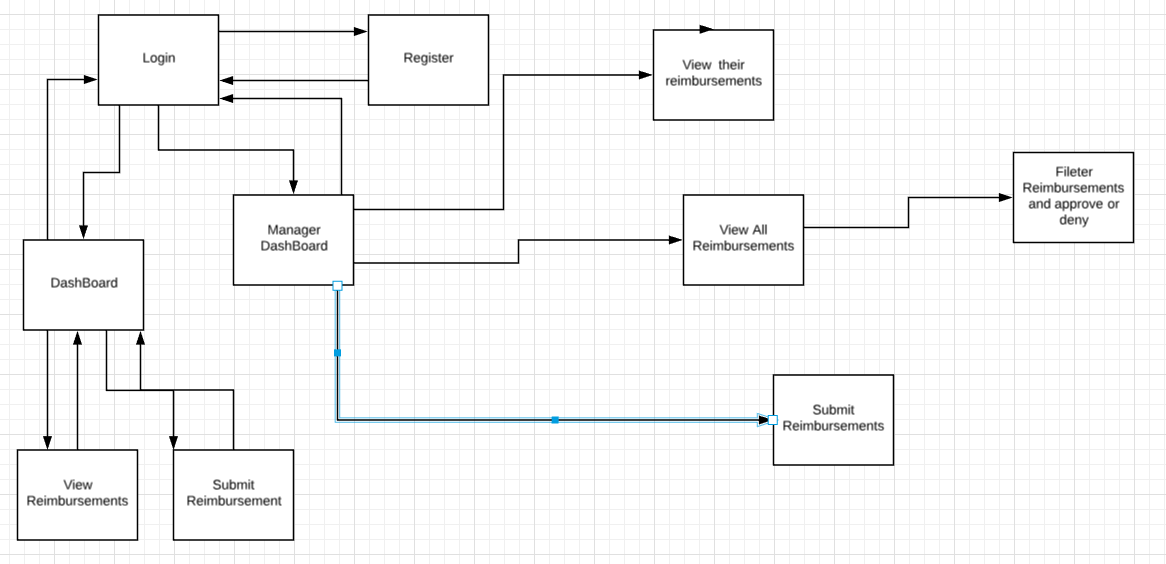 Login
Register
View their
reimbursements
Fileter
Reimbursements
and approve or
deny
Manager
DashBoard
View All
Reimbursements
DashBoard
Submit
Reimbursements
View
Reimbursements
Submit
Reimbursement